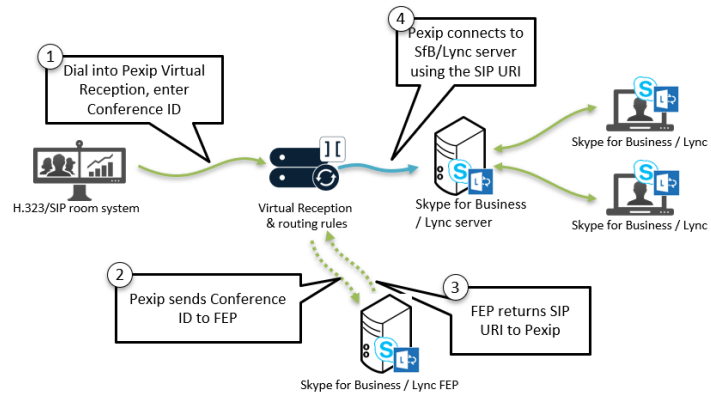 1
Dial into Pexip Virtual
Reception, enter
Conference ID
4
Pexip connects to
SfB/Lync server
using the SIP URI
H.323/SIP room system
][
Virtual Reception
& routing rules
S
L
Skype for Business
/ Lync server
S
L
Skype for Business / Lync
S
L
Skype for Business / Lync
2
Pexip sends Conference
ID to FEP
3
FEP returns SIP
URI to Pexip
S
L
Skype for Business / Lync FEP